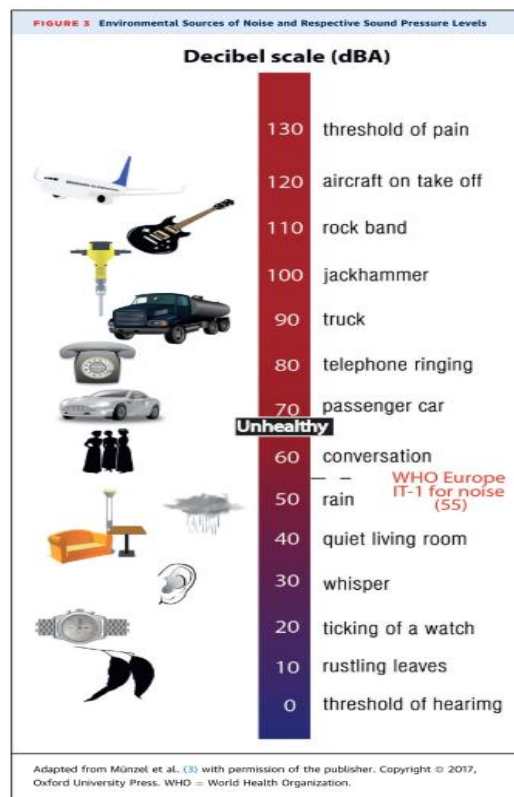 FIGURE 3 Environmental Sources of Noise and Respective Sound Pressure Levels
Decibel scale (dBA)
130 threshold of pain
120 aircraft on take off
110 rock band
100 jackhammer
90 truck
80 telephone ringing
70 passenger car
Unhealthy
60 conversation
WHO Europe
IT-1 for noise
(55)
50 rain
40 quiet living room
30 whisper
20 ticking of a watch
10 rustling leaves
0 threshold of hearimg
Adapted from Münzel et al. (3) with permission of the publisher. Copyright © 2017,
Oxford University Press. WHO = World Health Organization.